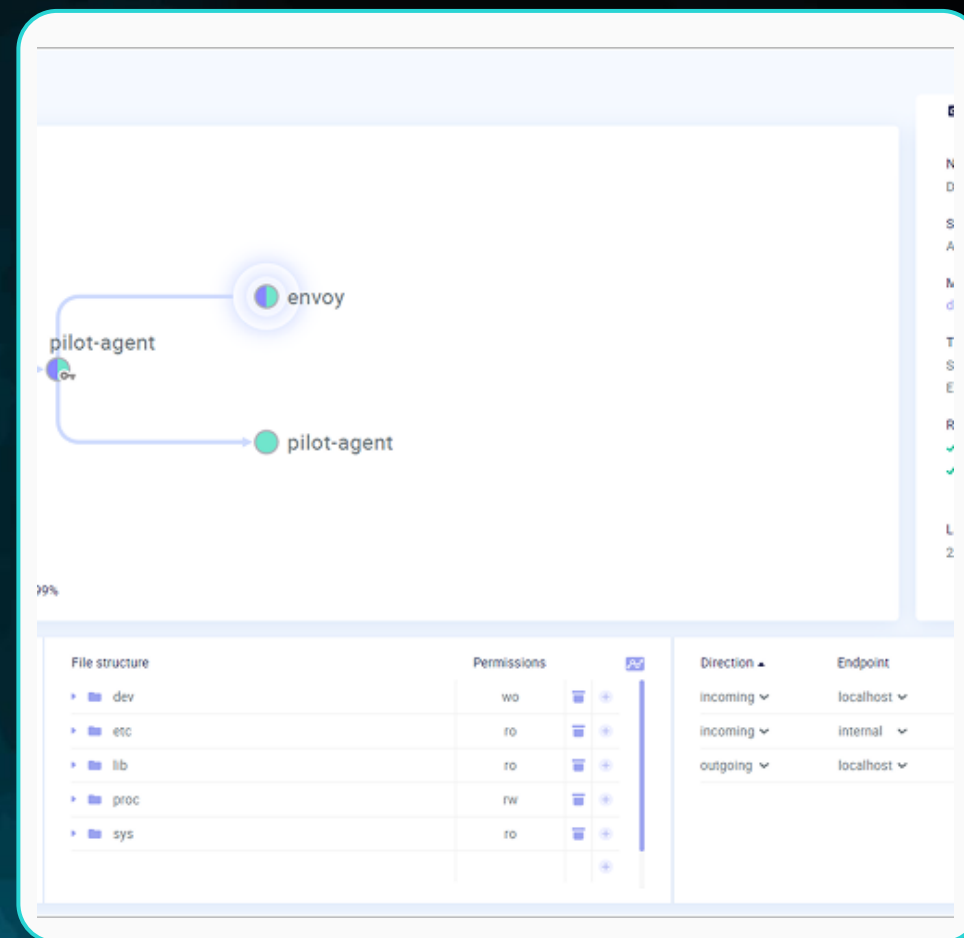 envoy
pilot-agent
pilot-agent
99%
File structure Permissions
dev wo
etc ro
lib ro
proc rw
sys ro
Direction Endpoint
incoming localhost
incoming internal
outgoing localhost